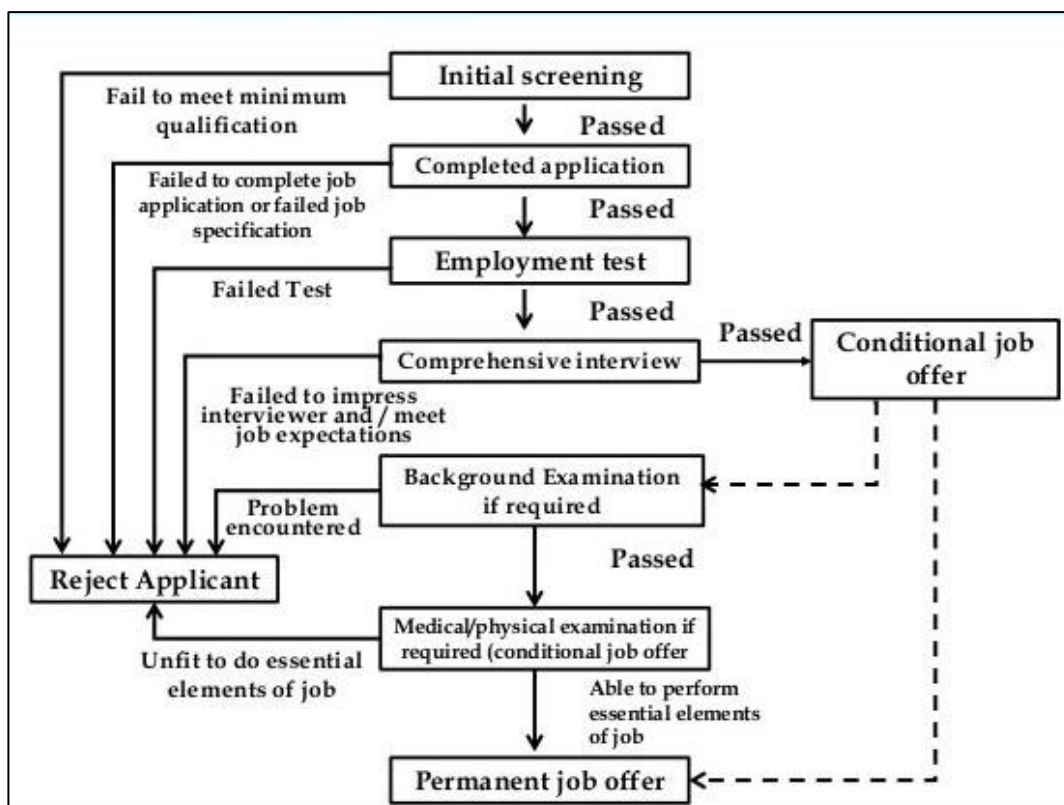 Initial screening
Fail to meet minimum
qualification
Passed
Completed application
Failed to complete job
application or failed job
specification
Passed
Employment test
Failed Test
Passed
Comprehensive interview
Passed
Conditional job
offer
Failed to impress
interviewer and / meet
job expectations
Background Examination
if required
Problem
encountered
Passed
Reject Applicant
Medical/physical examination if
required (conditional job offer
Unfit to do essential
elements of job
Able to perform
essential elements
of job
Permanent job offer